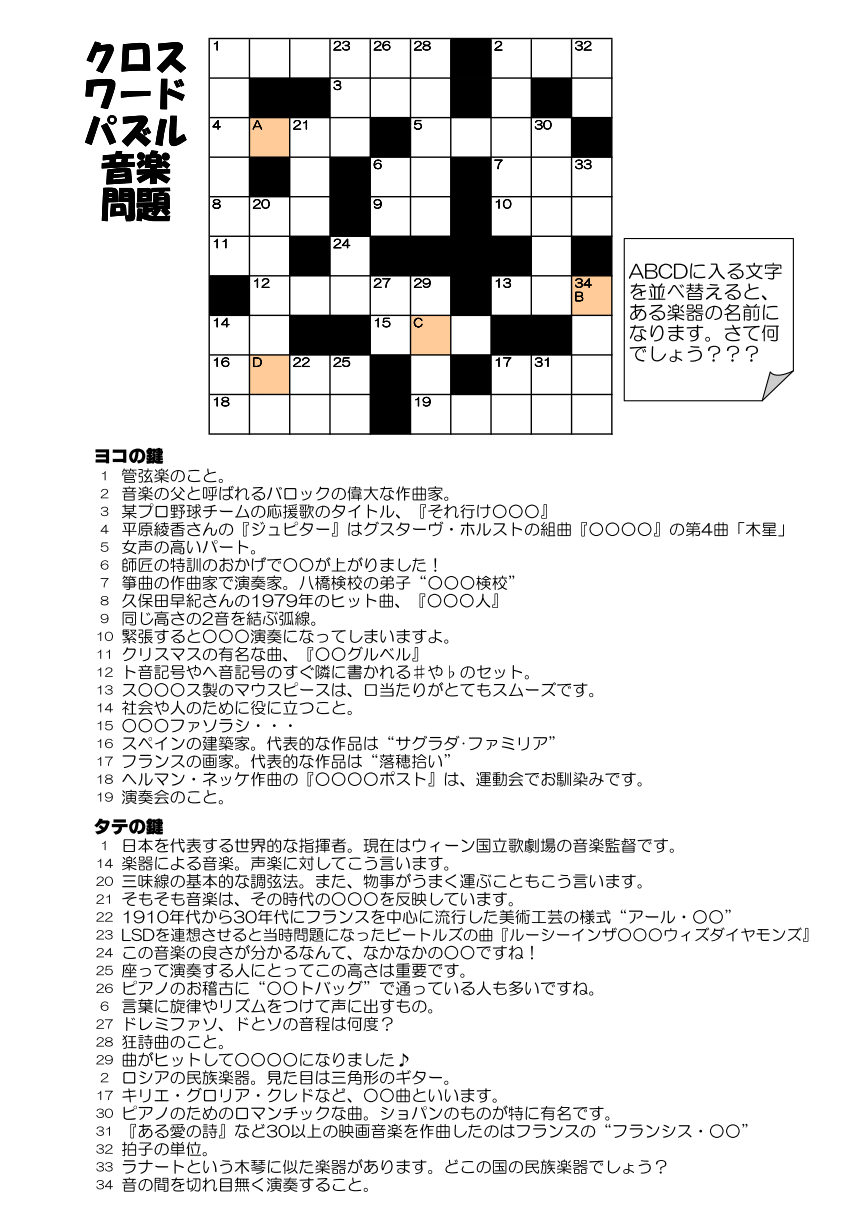 クロス
ワード
パズル
音楽
問題
1 23 26 28 2 32
3
4 A 21 5 30
6 7 33
8 20 9 10
11 24
12 27 29 13 34
B
14 15 C
16 D 22 25 17 31
18 19
ABCDに入る文字
を並べ替えると、
ある楽器の名前に
なります。さて何
でしょう？？？
ヨコの鍵
1 管弦楽のこと。
2 音楽の父と呼ばれるバロックの偉大な作曲家。
3 某プロ野球チームの応援歌のタイトル、『それ行け〇〇〇』
4 平原綾香さんの『ジュピター』はグスターヴ・ホルストの組曲『〇〇〇〇』の第4曲「木星」
5 女声の高いパート。
6 師匠の特訓のおかげで〇〇が上がりました！
7 箏曲の作曲家で演奏家。八橋検校の弟子“〇〇〇検校”
8 久保田早紀さんの1979年のヒット曲、『〇〇〇人』
9 同じ高さの2音を結ぶ弧線。
10 緊張すると〇〇〇演奏になってしまいますよ。
11 クリスマスの有名な曲、『〇〇グルベル』
12 ト音記号やヘ音記号のすぐ隣に書かれる♯や♭のセット。
13 ス〇〇〇ス製のマウスピースは、口当たりがとてもスムーズです。
14 社会や人のために役に立つこと。
15 〇〇〇ファソラシ・・・
16 スペインの建築家。代表的な作品は“サグラダ・ファミリア”
17 フランスの画家。代表的な作品は“落穂拾い”
18 ヘルマン・ネッケ作曲の『〇〇〇〇ポスト』は、運動会でお馴染みです。
19 演奏会のこと。
タテの鍵
1 日本を代表する世界的な指揮者。現在はウィーン国立歌劇場の音楽監督です。
14 楽器による音楽。声楽に対してこう言います。
20 三味線の基本的な調弦法。また、物事がうまく運ぶこともこう言います。
21 そもそも音楽は、その時代の〇〇〇を反映しています。
22 1910年代から30年代にフランスを中心に流行した美術工芸の様式“アール・〇〇”
23 LSDを連想させると当時問題になったビートルズの曲『ルーシーインザ〇〇〇ウィズダイヤモンズ』
24 この音楽の良さが分かるなんて、なかなかの〇〇ですね！
25 座って演奏する人にとってこの高さは重要です。
26 ピアノのお稽古に“〇〇トバッグ”で通っている人も多いですね。
6 言葉に旋律やリズムをつけて声に出すもの。
27 ドレミファソ、ドとソの音程は何度？
28 狂詩曲のこと。
29 曲がヒットして〇〇〇〇になりました♪
2 ロシアの民族楽器。見た目は三角形のギター。
17 キリエ・グロリア・クレドなど、〇〇曲といいます。
30 ピアノのためのロマンチックな曲。ショパンのものが特に有名です。
31 『ある愛の詩』など30以上の映画音楽を作曲したのはフランスの“フランシス・〇〇”
32 拍子の単位。
33 ラナートという木琴に似た楽器があります。どこの国の民族楽器でしょう？
34 音の間を切れ目無く演奏すること。